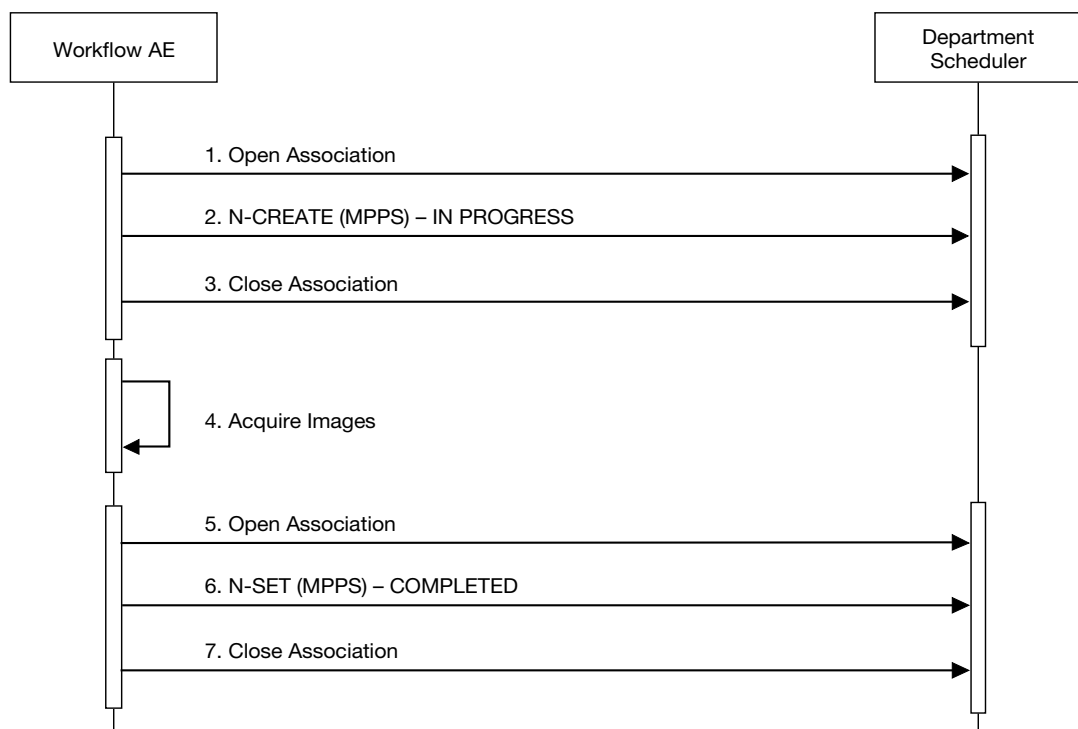 Workflow AE
Department
Scheduler
1. Open Association
2. N-CREATE (MPPS) – IN PROGRESS
3. Close Association
4. Acquire Images
5. Open Association
6. N-SET (MPPS) – COMPLETED
7. Close Association